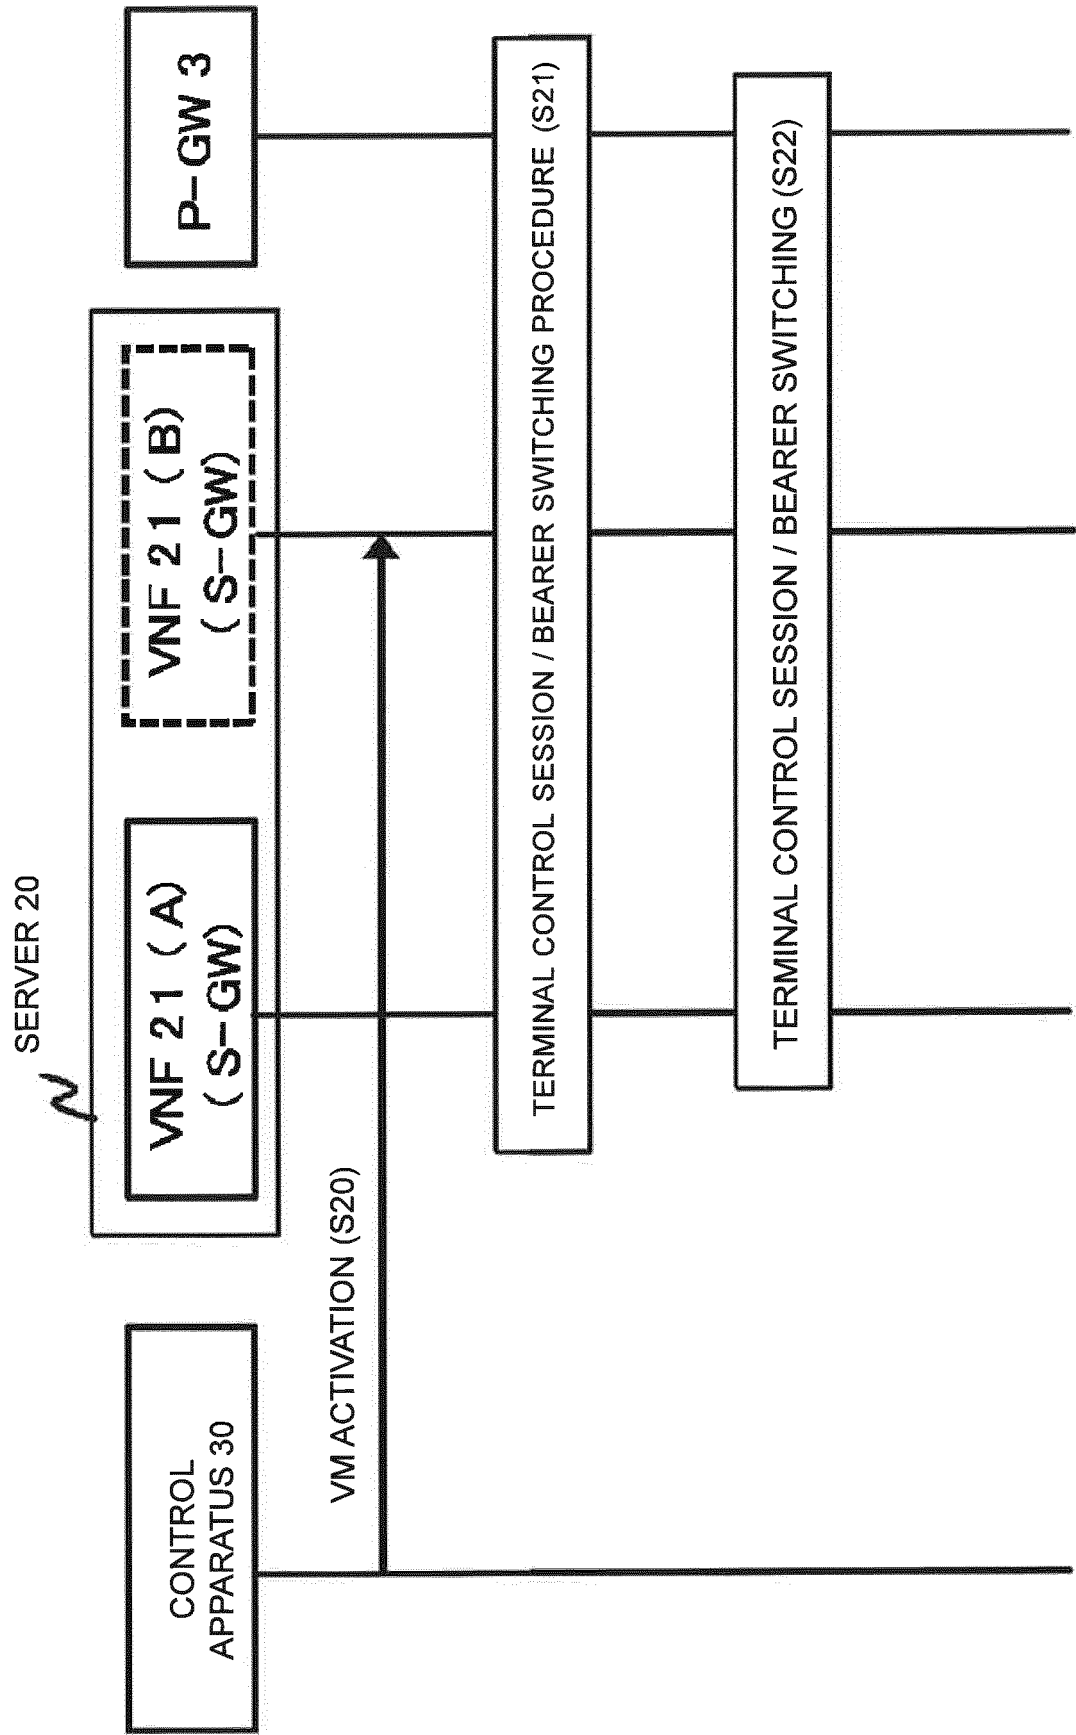 SERVER 20
CONTROL
APPARATUS 30
VNF 21 (A)
(S-GW)
VNF 21 (B)
(S-GW)
P-GW 3
VM ACTIVATION (S20)
TERMINAL CONTROL SESSION / BEARER SWITCHING PROCEDURE (S21)
TERMINAL CONTROL SESSION / BEARER SWITCHING (S22)